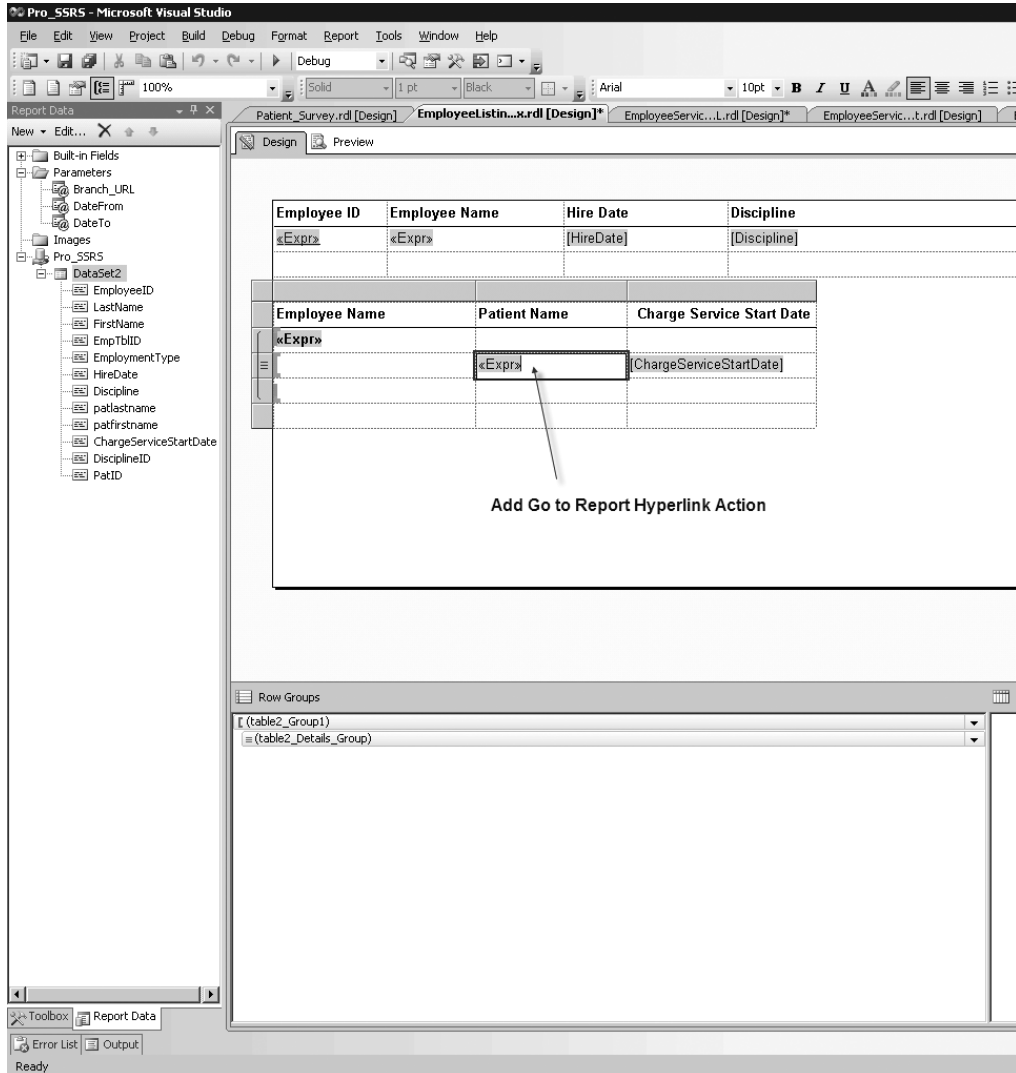 Pro_SSRS - Microsoft Visual Studio
File Edit View Project Build Debug Format Report Tools Window Help
Debug
100% Solid 1 pt Black Arial 10pt B I U A
Report Data
Patient_Survey.rdl [Design] EmployeeListin...x.rdl [Design]* EmployeeServic...L.rdl [Design]* EmployeeServic...t.rdl [Design]
New Edit...
Design Preview
Built-in Fields
Parameters
Branch_URL
DateFrom
DateTo
Images
Pro_SSRS
DataSet2
EmployeeID
LastName
FirstName
EmpTblID
EmploymentType
HireDate
Discipline
patlastname
patfirstname
ChargeServiceStartDate
DisciplineID
PatID
Employee ID Employee Name Hire Date Discipline
«Expr» «Expr» [HireDate] [Discipline]
Employee Name Patient Name Charge Service Start Date
«Expr»
«Expr» [ChargeServiceStartDate]
Add Go to Report Hyperlink Action
Row Groups
(table2_Group1)
(table2_Details_Group)
Toolbox Report Data
Error List Output
Ready